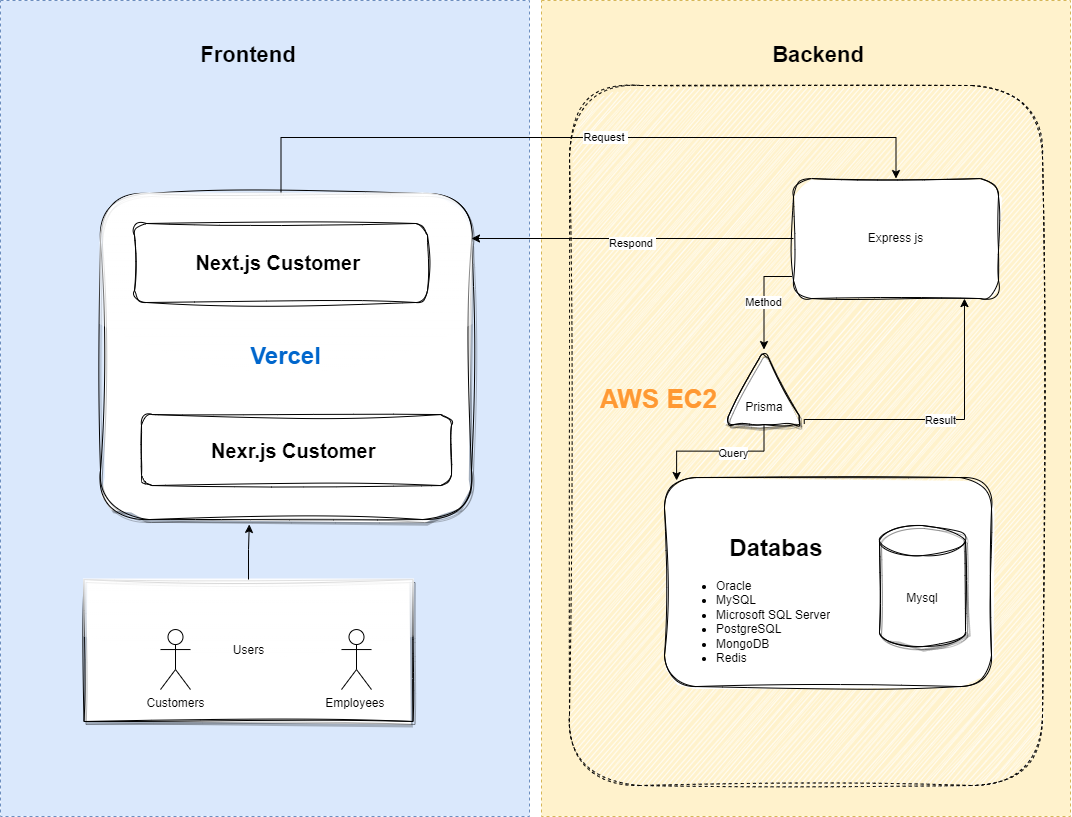 Frontend
Backend
Request
Next.js Customer
Express js
Respond
Method
Vercel
AWS EC2
Prisma
Result
Nexr.js Customer
Query
Databas
Oracle
MySQL
Microsoft SQL Server
PostgreSQL
MongoDB
Redis
Mysql
Users
Customers
Employees